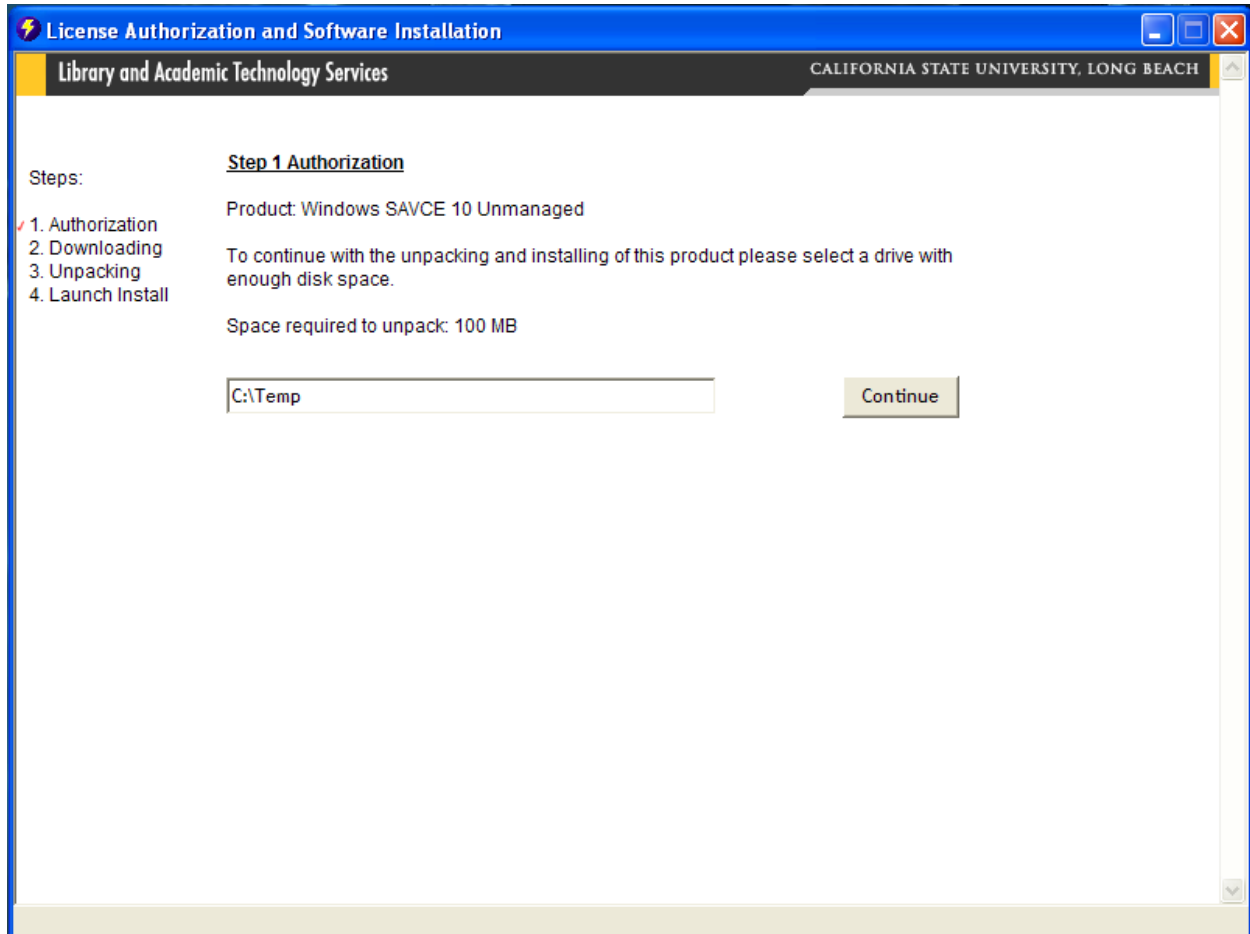 License Authorization and Software Installation
Library and Academic Technology Services
CALIFORNIA STATE UNIVERSITY, LONG BEACH
Steps:
1. Authorization
2. Downloading
3. Unpacking
4. Launch Install
Step 1 Authorization
Product: Windows SAVCE 10 Unmanaged
To continue with the unpacking and installing of this product please select a drive with
enough disk space.
Space required to unpack: 100 MB
C:\Temp
Continue